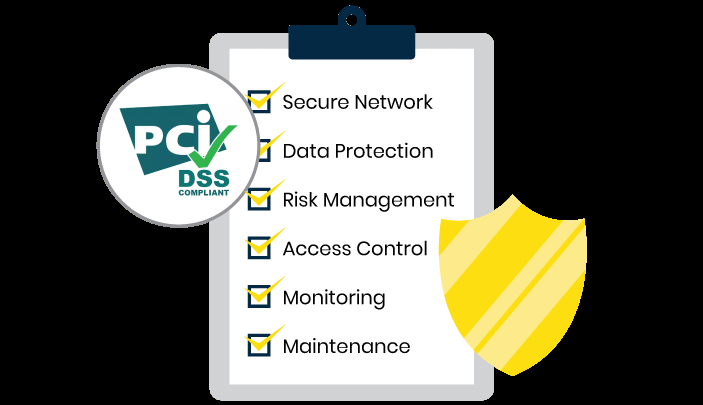 PCi
DSS
COMPLIANT
Secure Network
Data Protection
Risk Management
Access Control
Monitoring
Maintenance